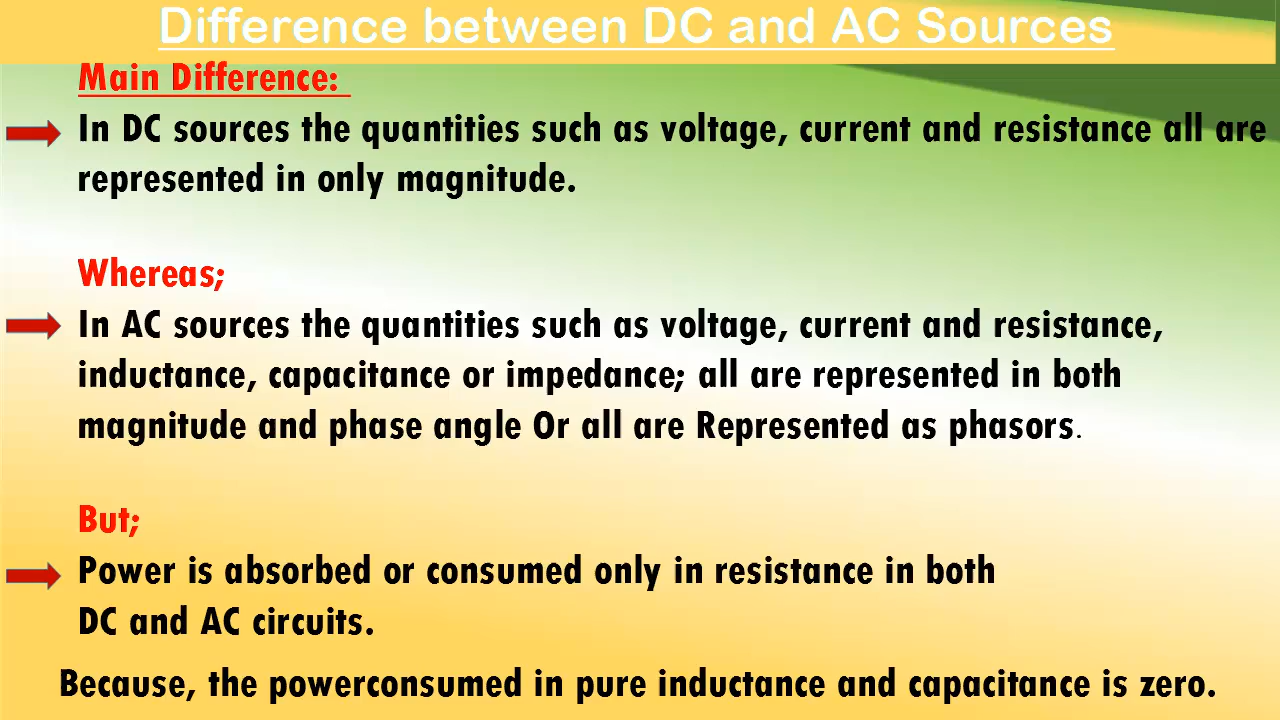 Difference between DC and AC Sources
Main Difference:
In DC sources the quantities such as voltage, current and resistance all are
represented in only magnitude.
Whereas;
In AC sources the quantities such as voltage, current and resistance,
inductance, capacitance or impedance; all are represented in both
magnitude and phase angle Or all are Represented as phasors.
But;
Power is absorbed or consumed only in resistance in both
DC and AC circuits.
Because, the powerconsumed in pure inductance and capacitance is zero.